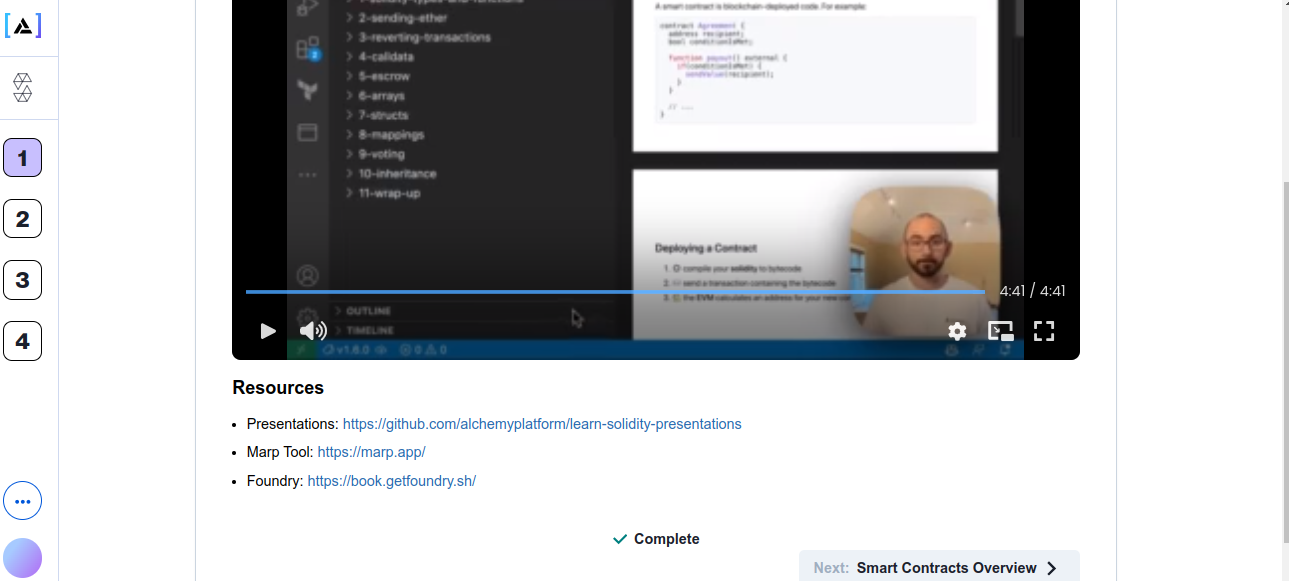 2-sending-ether
3-reverting-transactions
4-calldata
5-escrow
6-arrays
7-structs
8-mappings
9-voting
10-inheritance
11-wrap-up
OUTLINE
TIMELINE
v1.6.0
0 0
A smart contract is blockchain-deployed code. For example:
contract Agreement {
address recipient;
bool conditionIsMet;
function payout() external {
if(conditionIsMet) {
sendValue(recipient);
}
}
// ...
}
Deploying a Contract
1. compile your solidity to bytecode
2. send a transaction containing the bytecode
3. the EVM calculates an address for your new
4:41 / 4:41
1
2
3
4
Resources
• Presentations: https://github.com/alchemyplatform/learn-solidity-presentations
• Marp Tool: https://marp.app/
• Foundry: https://book.getfoundry.sh/
Complete
Next: Smart Contracts Overview